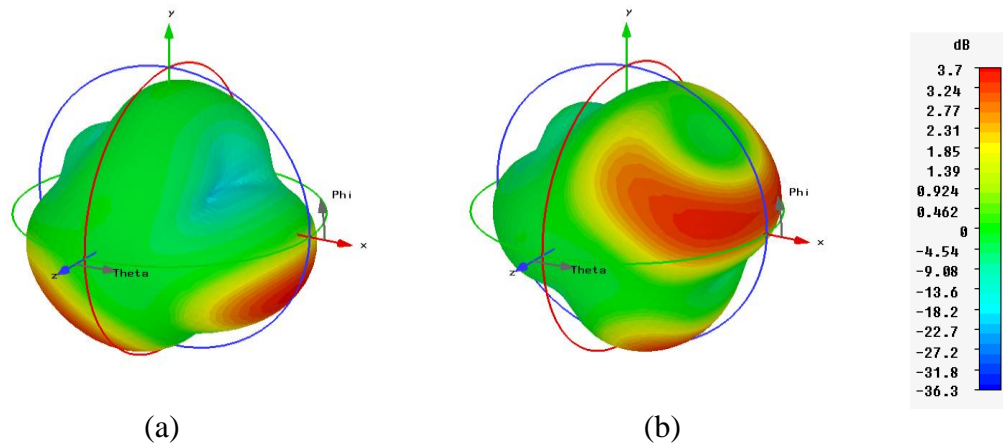 y
Phi
x
z
Theta
(a)
y
Phi
x
z
Theta
(b)
dB
3.7
3.24
2.77
2.31
1.85
1.39
0.924
0.462
0
-4.54
-9.08
-13.6
-18.2
-22.7
-27.2
-31.8
-36.3